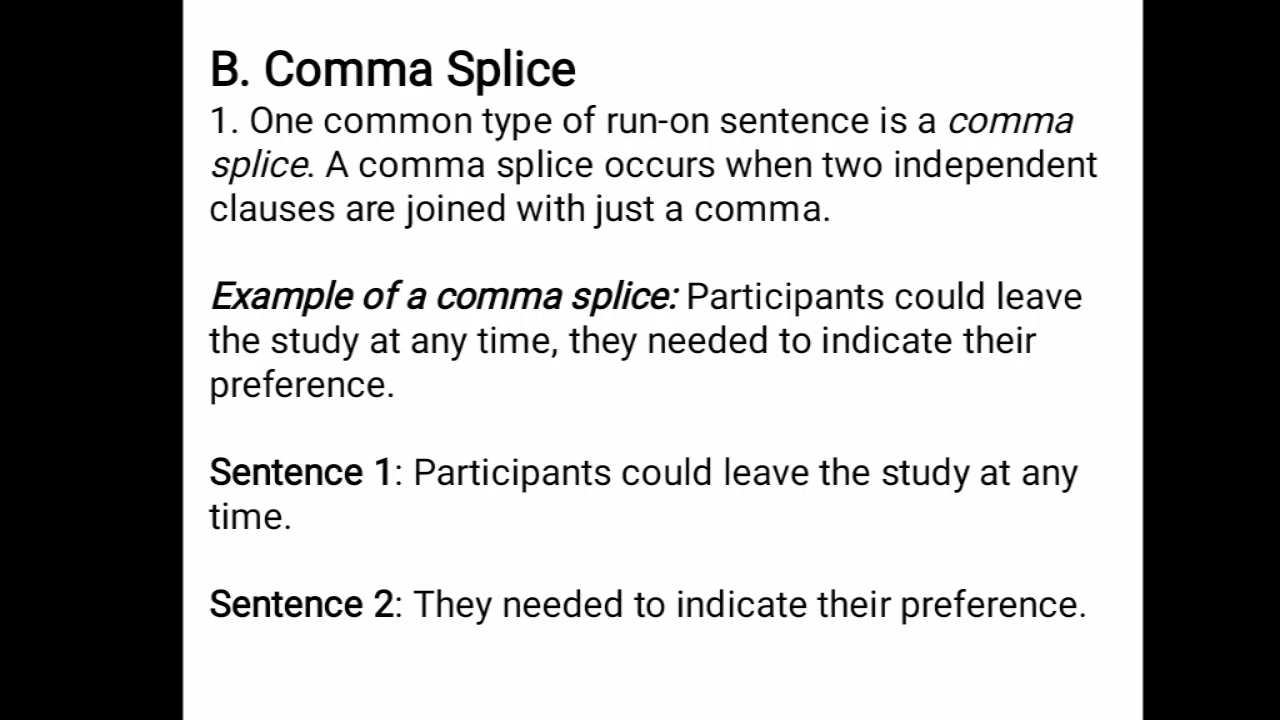 B. Comma Splice
1. One common type of run-on sentence is a comma
splice. A comma splice occurs when two independent
clauses are joined with just a comma.
Example of a comma splice: Participants could leave
the study at any time, they needed to indicate their
preference.
Sentence 1: Participants could leave the study at any
time.
Sentence 2: They needed to indicate their preference.